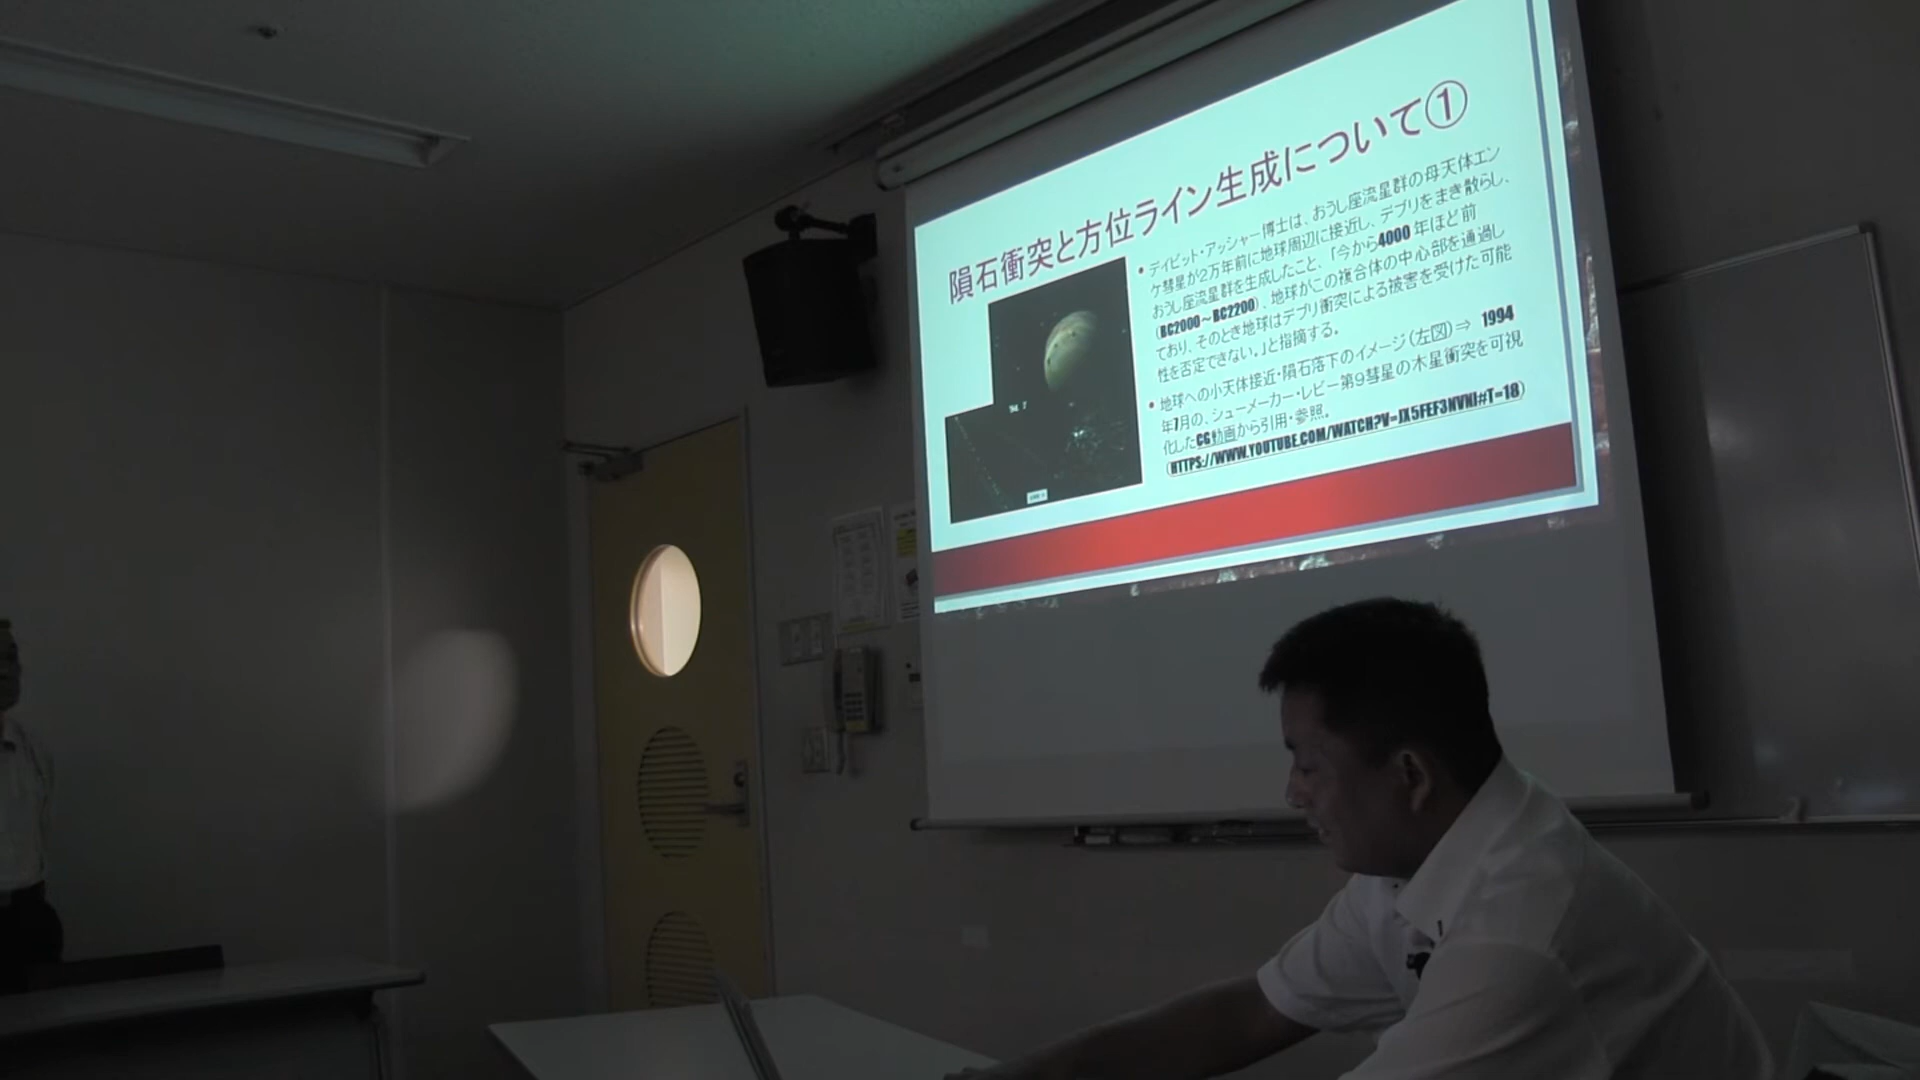 隕石衝突と方位ライン生成について①
• デイビット・アッシャー博士は、おうし座流星群の母天体エン
ケ彗星が2万年前に地球周辺に接近し、デブリをまき散らし、
おうし座流星群を生成したこと、「今から4000年ほど前
(BC2000~BC2200)、地球がこの複合体の中心部を通過し
ており、そのとき地球はデブリ衝突による被害を受けた可能
性を否定できない。」と指摘する。
• 地球への小天体接近・隕石落下のイメージ(左図)⇒ 1994
年7月の、シューメーカー・レビー第9彗星の木星衝突を可視
化したCG動画から引用・参照。
(HTTPS://WWW.YOUTUBE.COM/WATCH?V=JX5FEF3NVNI#T=18)